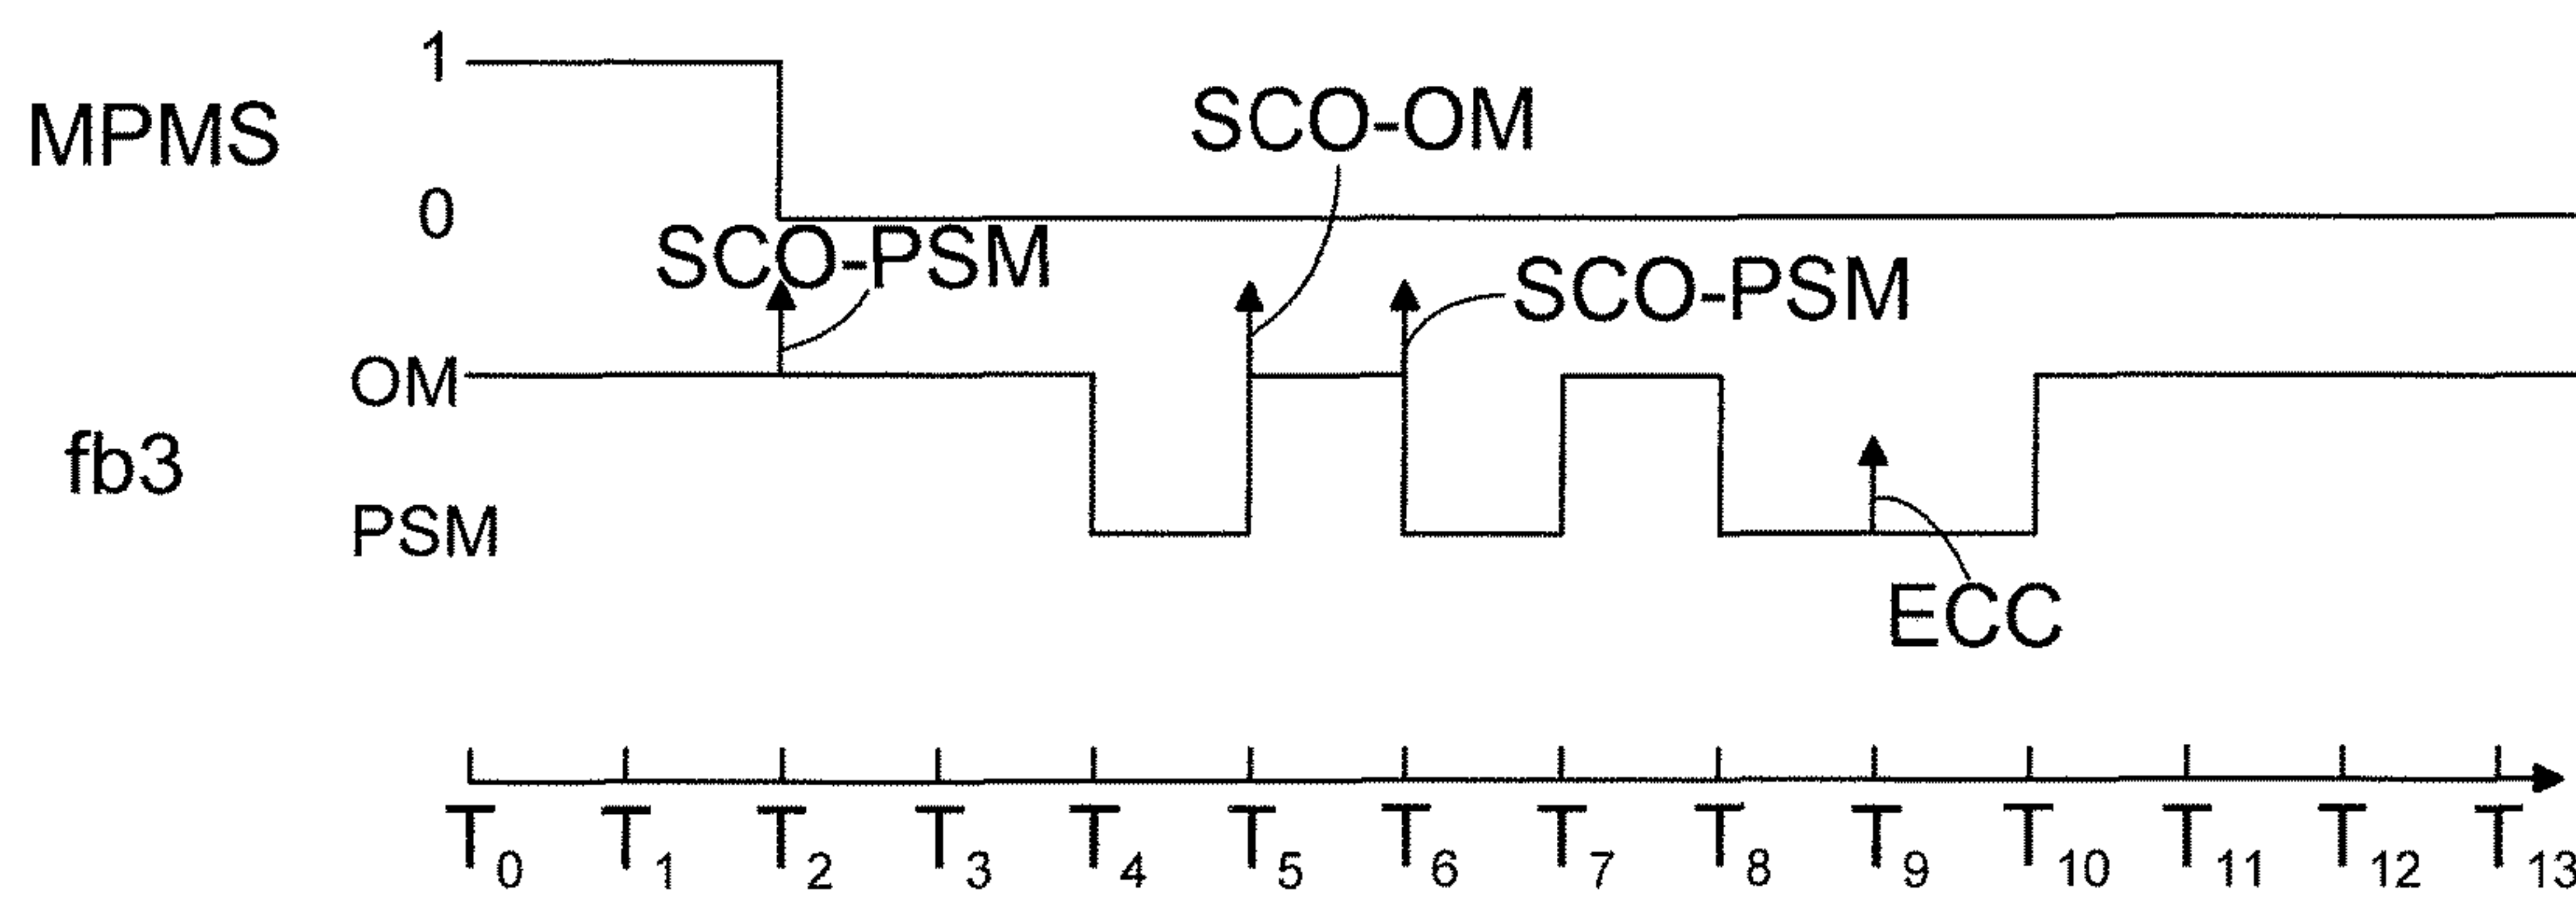 1
MPMS
SCO-OM
0
SCO-PSM
SCO-PSM
OM
fb3
PSM
ECC
T0 T1 T2 T3 T4 T5 T6 T7 T8 T9 T10 T11 T12 T13